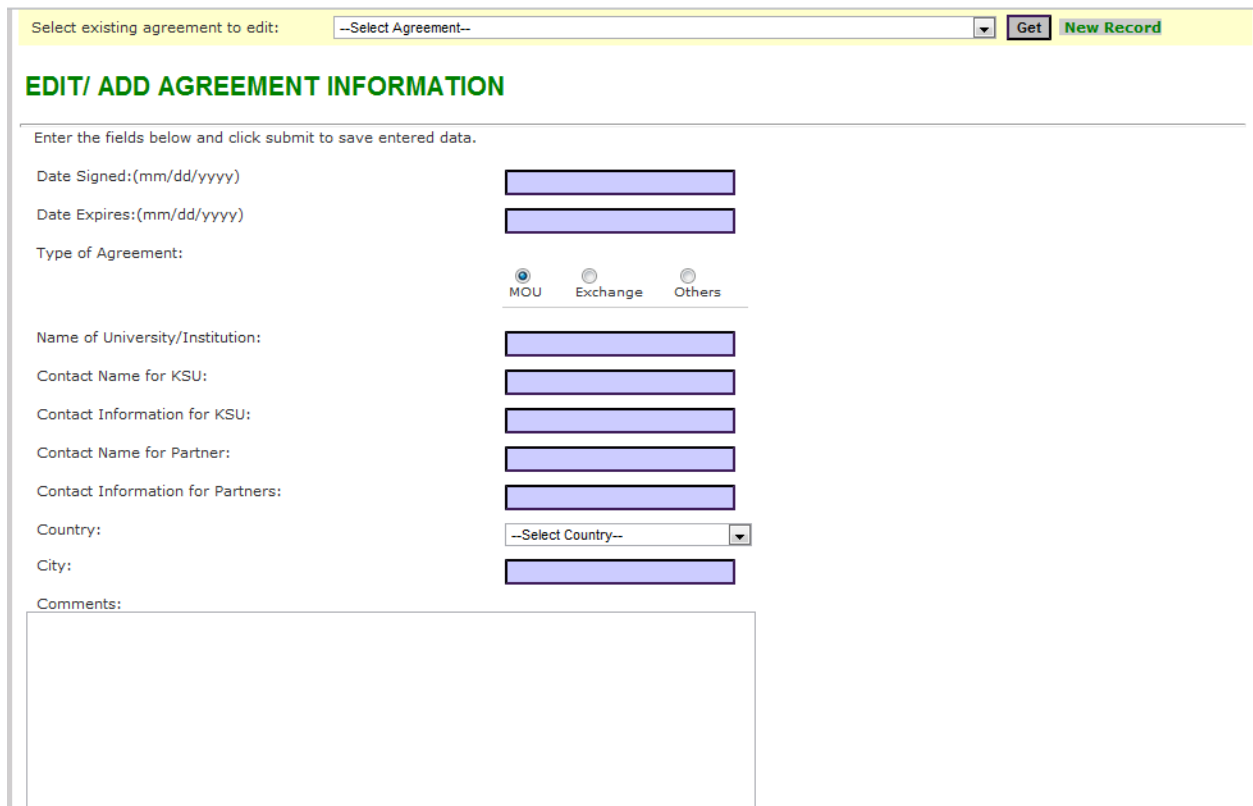 Select existing agreement to edit: --Select Agreement-- Get New Record
EDIT/ ADD AGREEMENT INFORMATION
Enter the fields below and click submit to save entered data.
Date Signed:(mm/dd/yyyy)
Date Expires:(mm/dd/yyyy)
Type of Agreement:
MOU Exchange Others
Name of University/Institution:
Contact Name for KSU:
Contact Information for KSU:
Contact Name for Partner:
Contact Information for Partners:
Country: --Select Country--
City:
Comments: